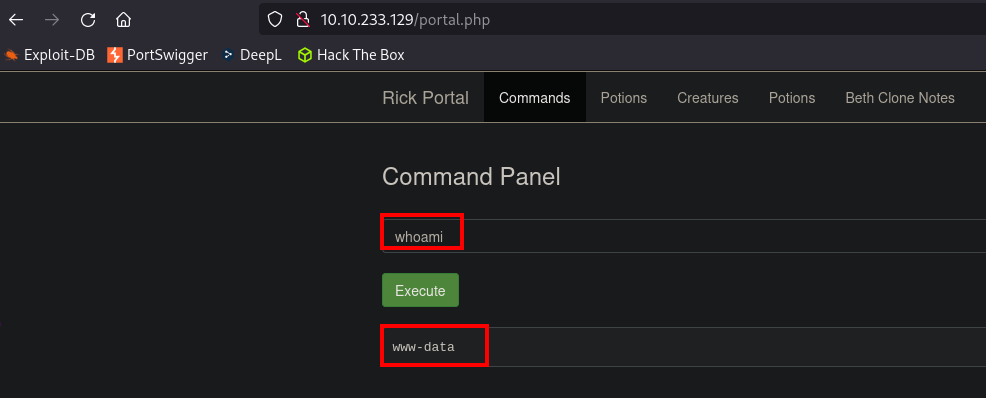 10.10.233.129/portal.php
Exploit-DB PortSwigger DeepL Hack The Box
Rick Portal Commands Potions Creatures Potions Beth Clone Notes
Command Panel
whoami
Execute
www-data